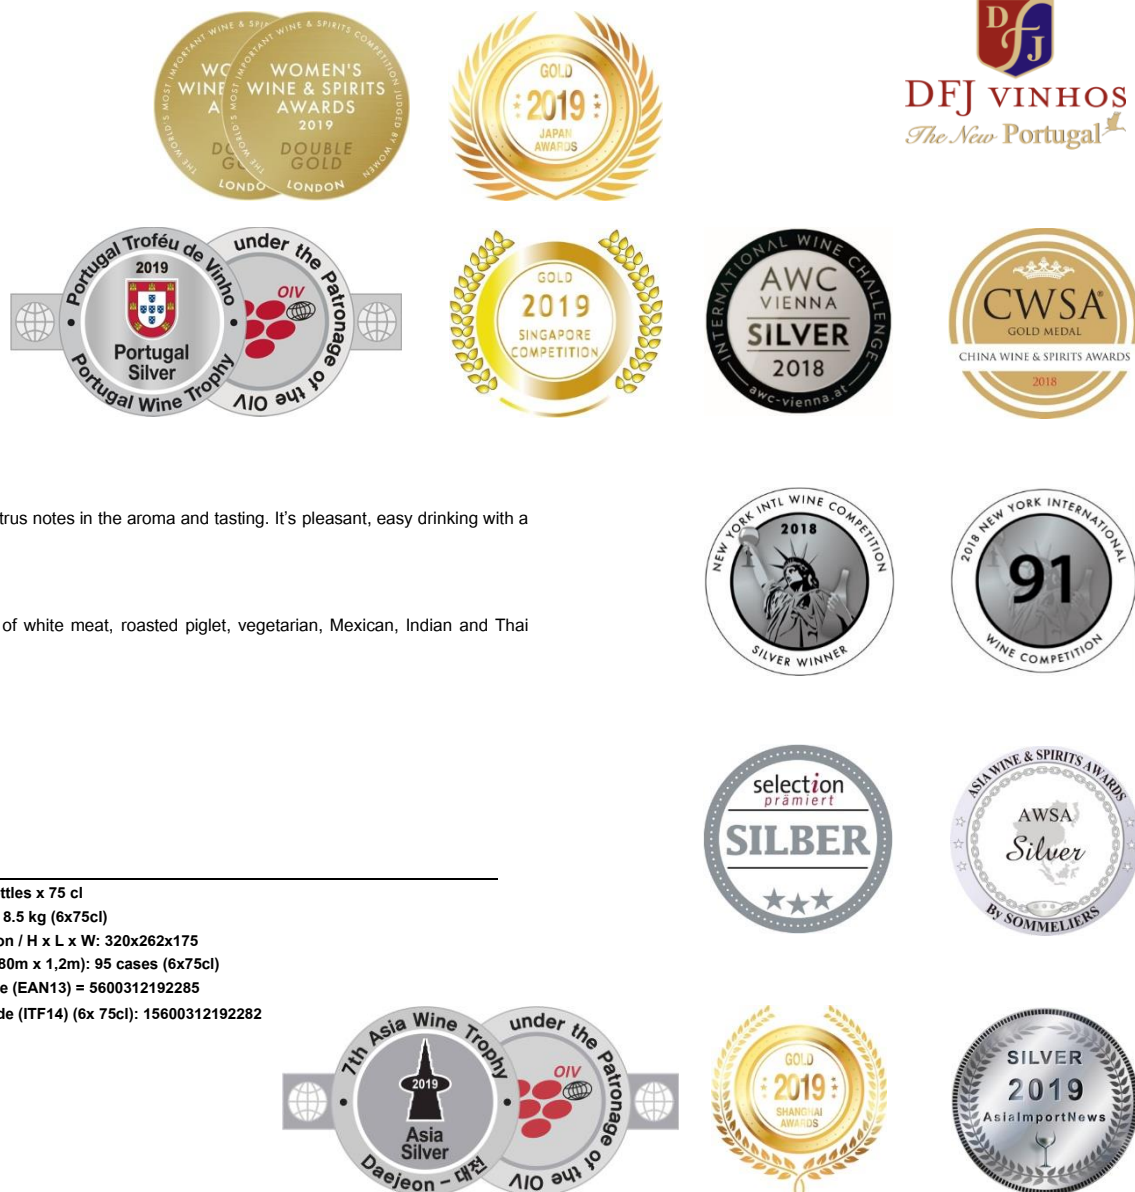 THE WORLD'S MOST IMPORTANT WINE & SPIRITS COMPETITION JUDGED BY WOMEN
WOMEN'S
WINE & SPIRITS
AWARDS
2019
DOUBLE
GOLD
LONDON
GOLD
2019
JAPAN
AWARDS
DFJ
DFJ VINHOS
The New Portugal
Portugal Troféu de Vinho
2019
Portugal
Silver
Portugal Wine Trophy
under the Patronage of the OIV
OIV
GOLD
2019
SINGAPORE
COMPETITION
INTERNATIONAL WINE CHALLENGE
AWC
VIENNA
SILVER
2018
awc-vienna.at
CWSA®
GOLD MEDAL
CHINA WINE & SPIRITS AWARDS
2018
trus notes in the aroma and tasting. It's pleasant, easy drinking with a
of white meat, roasted piglet, vegetarian, Mexican, Indian and Thai
NEW YORK INTL WINE COMPETITION
2018
SILVER WINNER
2018 NEW YORK INTERNATIONAL
91
WINE COMPETITION
selection
prämiert
SILBER
ASIA WINE & SPIRITS AWARDS
AWSA
Silver
By SOMMELIERS
ttles x 75 cl
8.5 kg (6x75cl)
on / H x L x W: 320x262x175
80m x 1,2m): 95 cases (6x75cl)
e (EAN13) = 5600312192285
de (ITF14) (6x 75cl): 15600312192282
7th Asia Wine Trophy
2019
Asia
Silver
Daejeon – 대전
under the Patronage of the OIV
OIV
GOLD
2019
SHANGHAI
AWARDS
SILVER
2019
AsiaImportNews